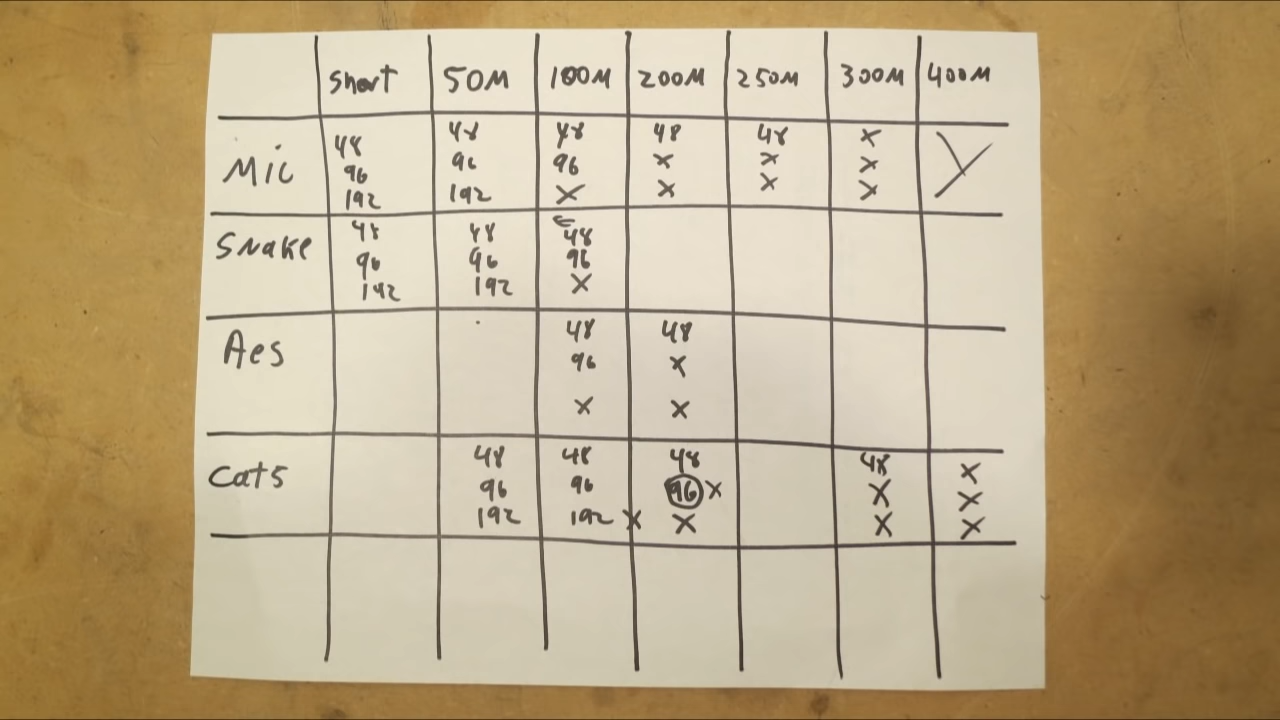 Short 50M 100M 200M 250M 300M 400M
48 48 48 48 48 X
Mic 96 96 96 X X X X
192 192 X X X X
48 48 48
Snake 96 96 96
192 192 X
48 48
Aes 96 X
X X
48 48 48 48 X
Cat5 96 96 96 X X X
192 192 X X X X